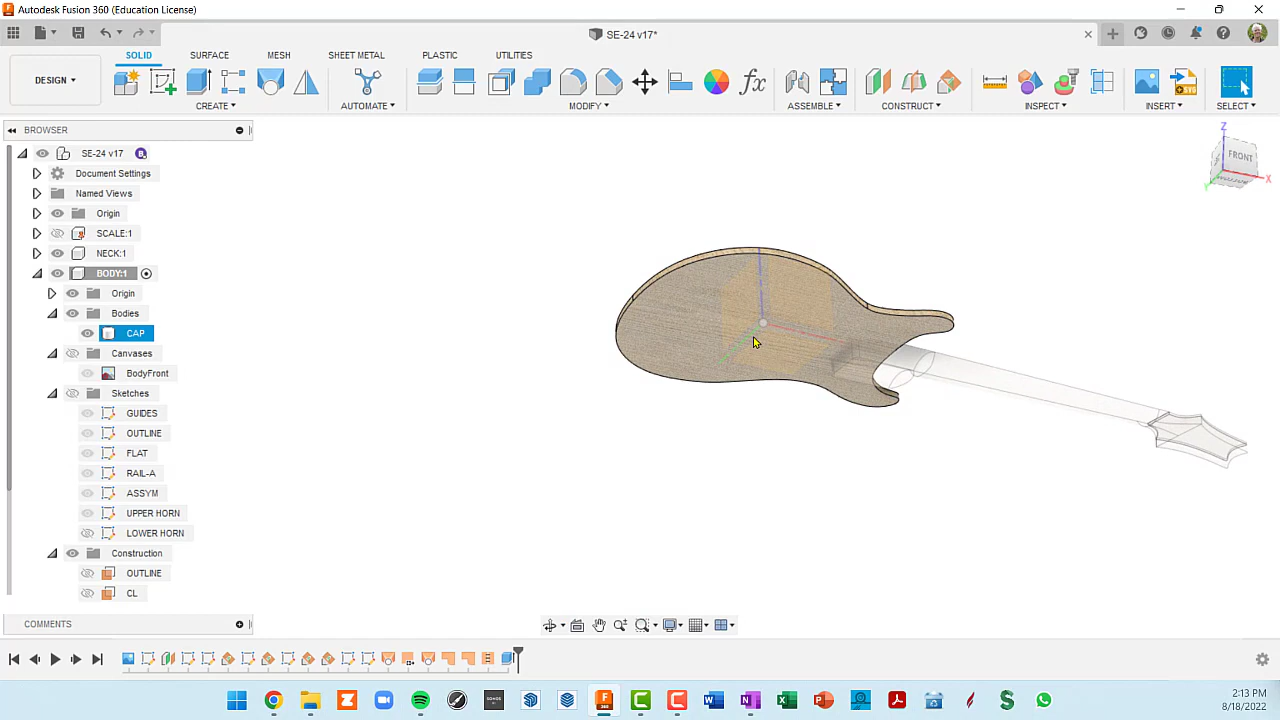 Autodesk Fusion 360 (Education License)
SE-24 v17*
SOLID SURFACE MESH SHEET METAL PLASTIC UTILITIES
DESIGN
CREATE AUTOMATE MODIFY ASSEMBLE CONSTRUCT INSPECT INSERT SELECT
BROWSER
SE-24 v17
Document Settings
Named Views
Origin
SCALE:1
NECK:1
BODY:1
Origin
Bodies
CAP
Canvases
BodyFront
Sketches
GUIDES
OUTLINE
FLAT
RAIL-A
ASSYM
UPPER HORN
LOWER HORN
Construction
OUTLINE
CL
Z
FRONT
X
Y
COMMENTS
2:13 PM
8/18/2022